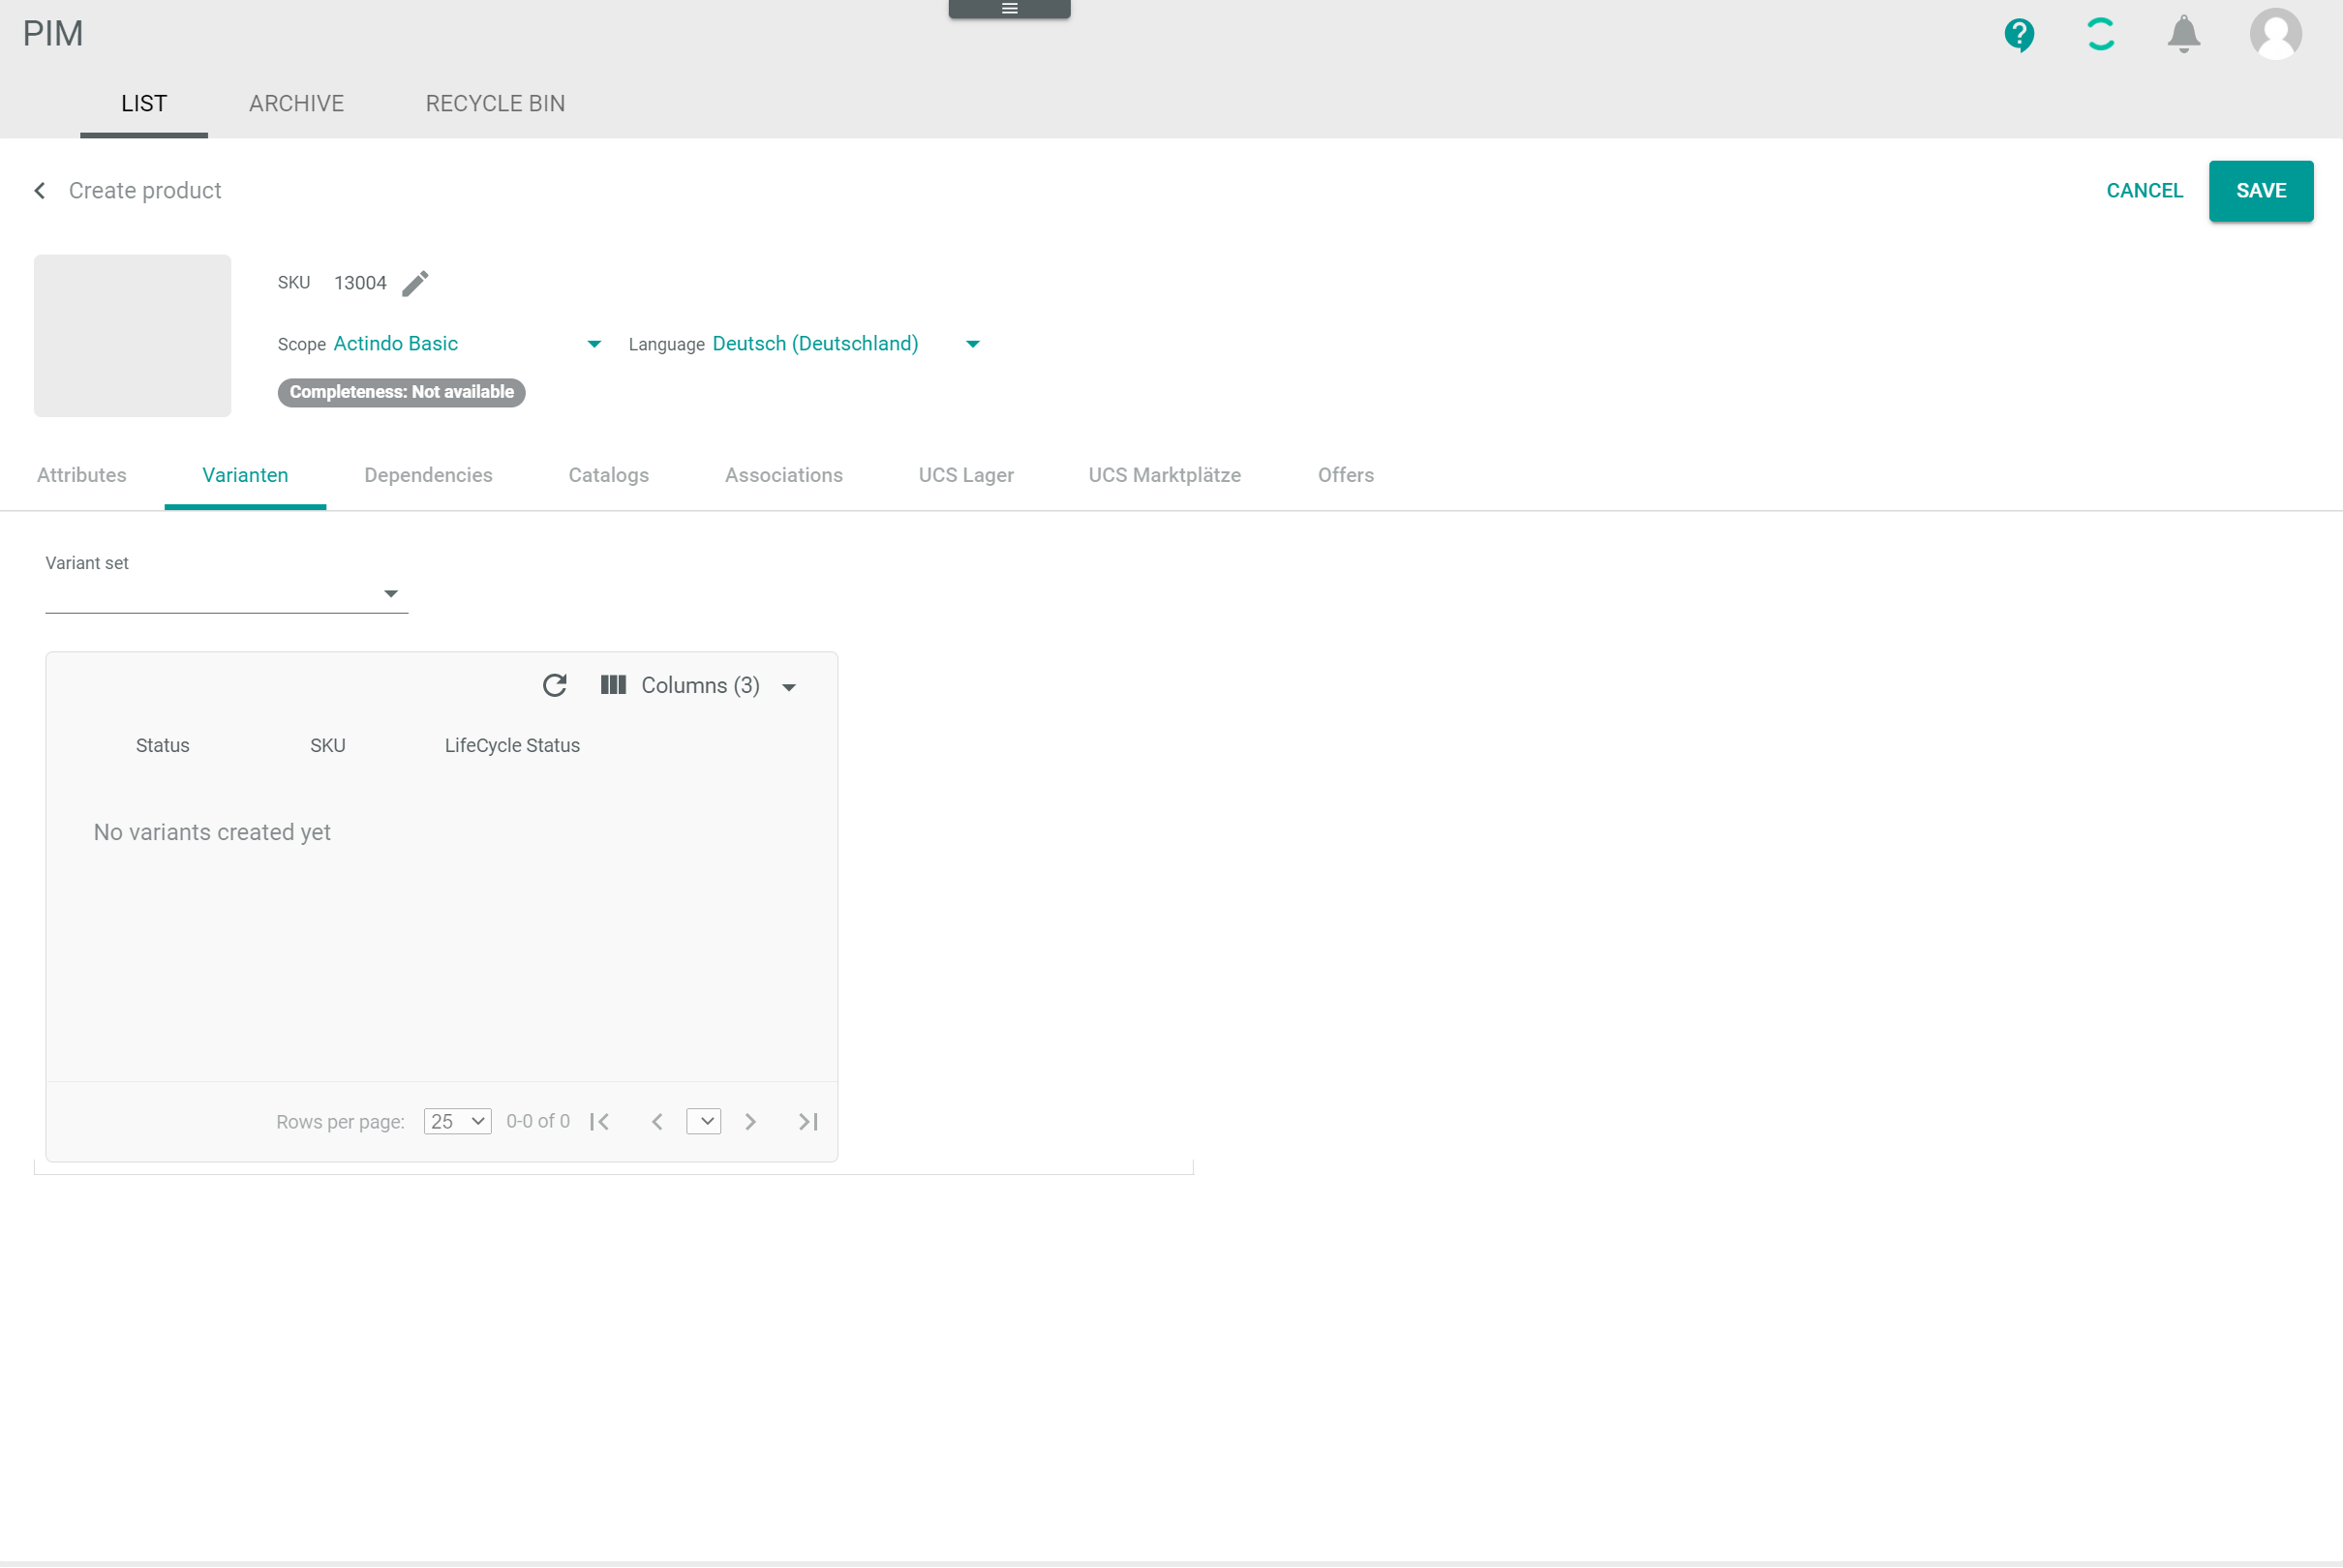 PIM
LIST ARCHIVE RECYCLE BIN
Create product CANCEL SAVE
SKU 13004
Scope Actindo Basic Language Deutsch (Deutschland)
Completeness: Not available
Attributes Varianten Dependencies Catalogs Associations UCS Lager UCS Marktplätze Offers
Variant set
Columns (3)
Status SKU LifeCycle Status
No variants created yet
Rows per page: 25 0-0 of 0